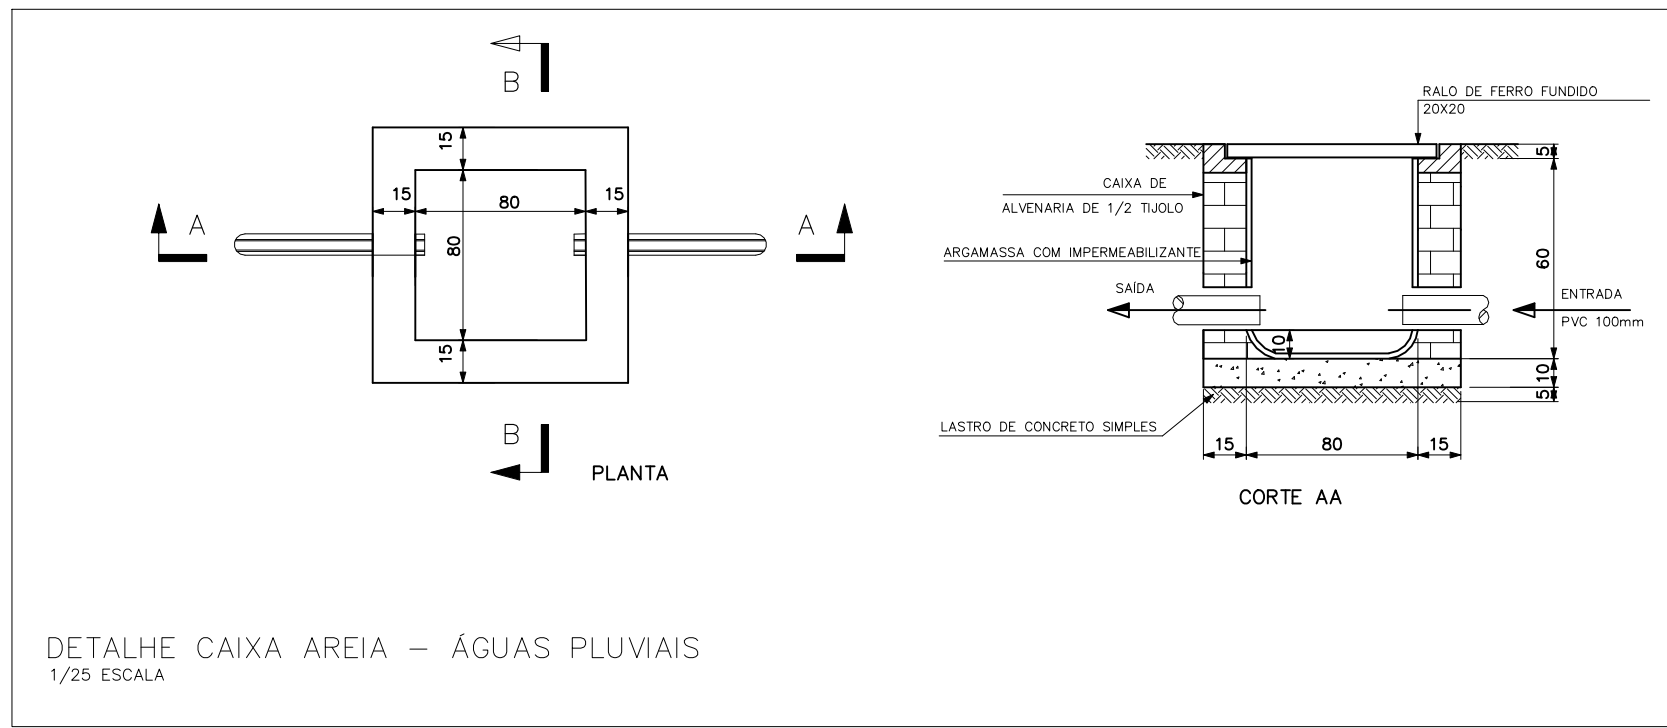 B
15
15
80
15
A
80
A
15
B
PLANTA
RALO DE FERRO FUNDIDO
20X20
5
CAIXA DE
ALVENARIA DE 1/2 TIJOLO
ARGAMASSA COM IMPERMEABILIZANTE
60
SAÍDA
ENTRADA
PVC 100mm
10
10
5
LASTRO DE CONCRETO SIMPLES
15
80
15
CORTE AA
DETALHE CAIXA AREIA – ÁGUAS PLUVIAIS
1/25 ESCALA